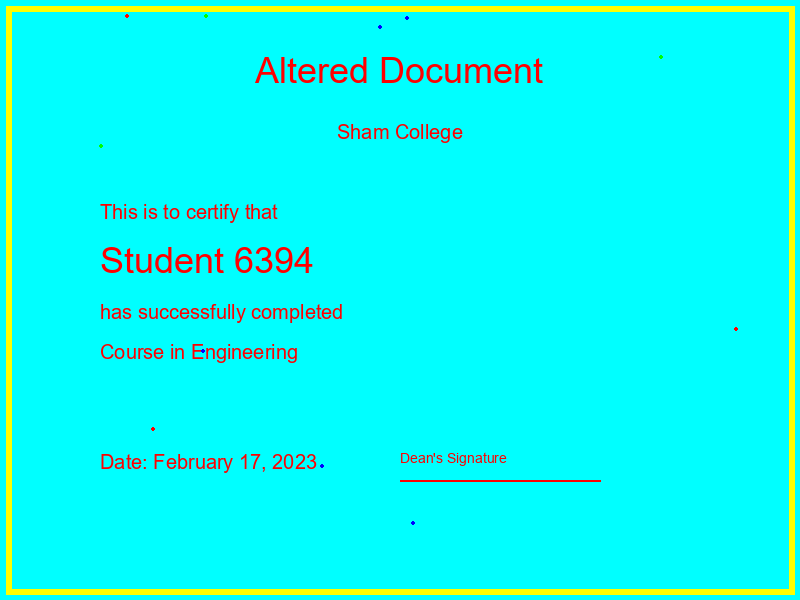 Altered Document
Sham College
This is to certify that
Student 6394
has successfully completed
Course in Engineering
Date: February 17, 2023
Dean's Signature